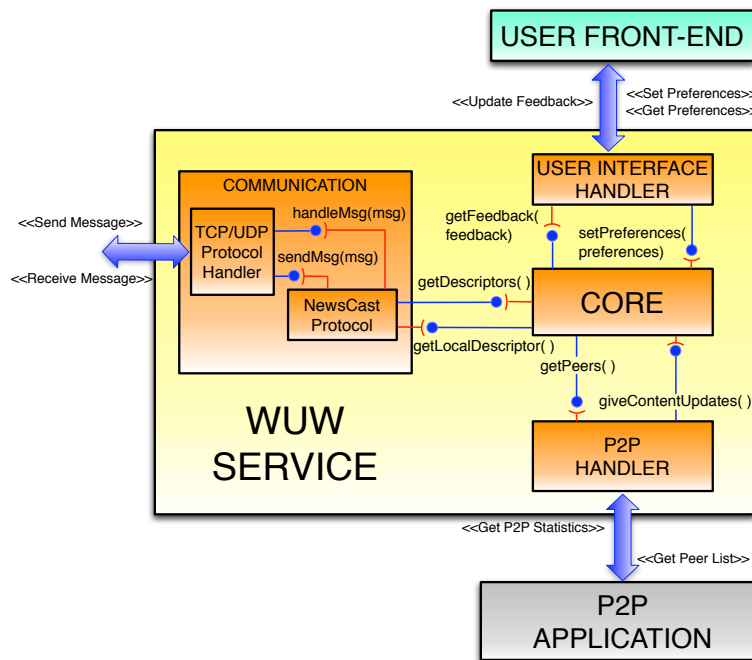 USER FRONT-END
<<Update Feedback>>
<<Set Preferences>>
<<Get Preferences>>
COMMUNICATION
USER INTERFACE
HANDLER
<<Send Message>>
<<Receive Message>>
TCP/UDP
Protocol
Handler
handleMsg(msg)
sendMsg(msg)
NewsCast
Protocol
getFeedback(
feedback)
setPreferences(
preferences)
getDescriptors( )
CORE
getLocalDescriptor( )
getPeers( )
giveContentUpdates( )
WUW
SERVICE
P2P
HANDLER
<<Get P2P Statistics>>
<<Get Peer List>>
P2P
APPLICATION